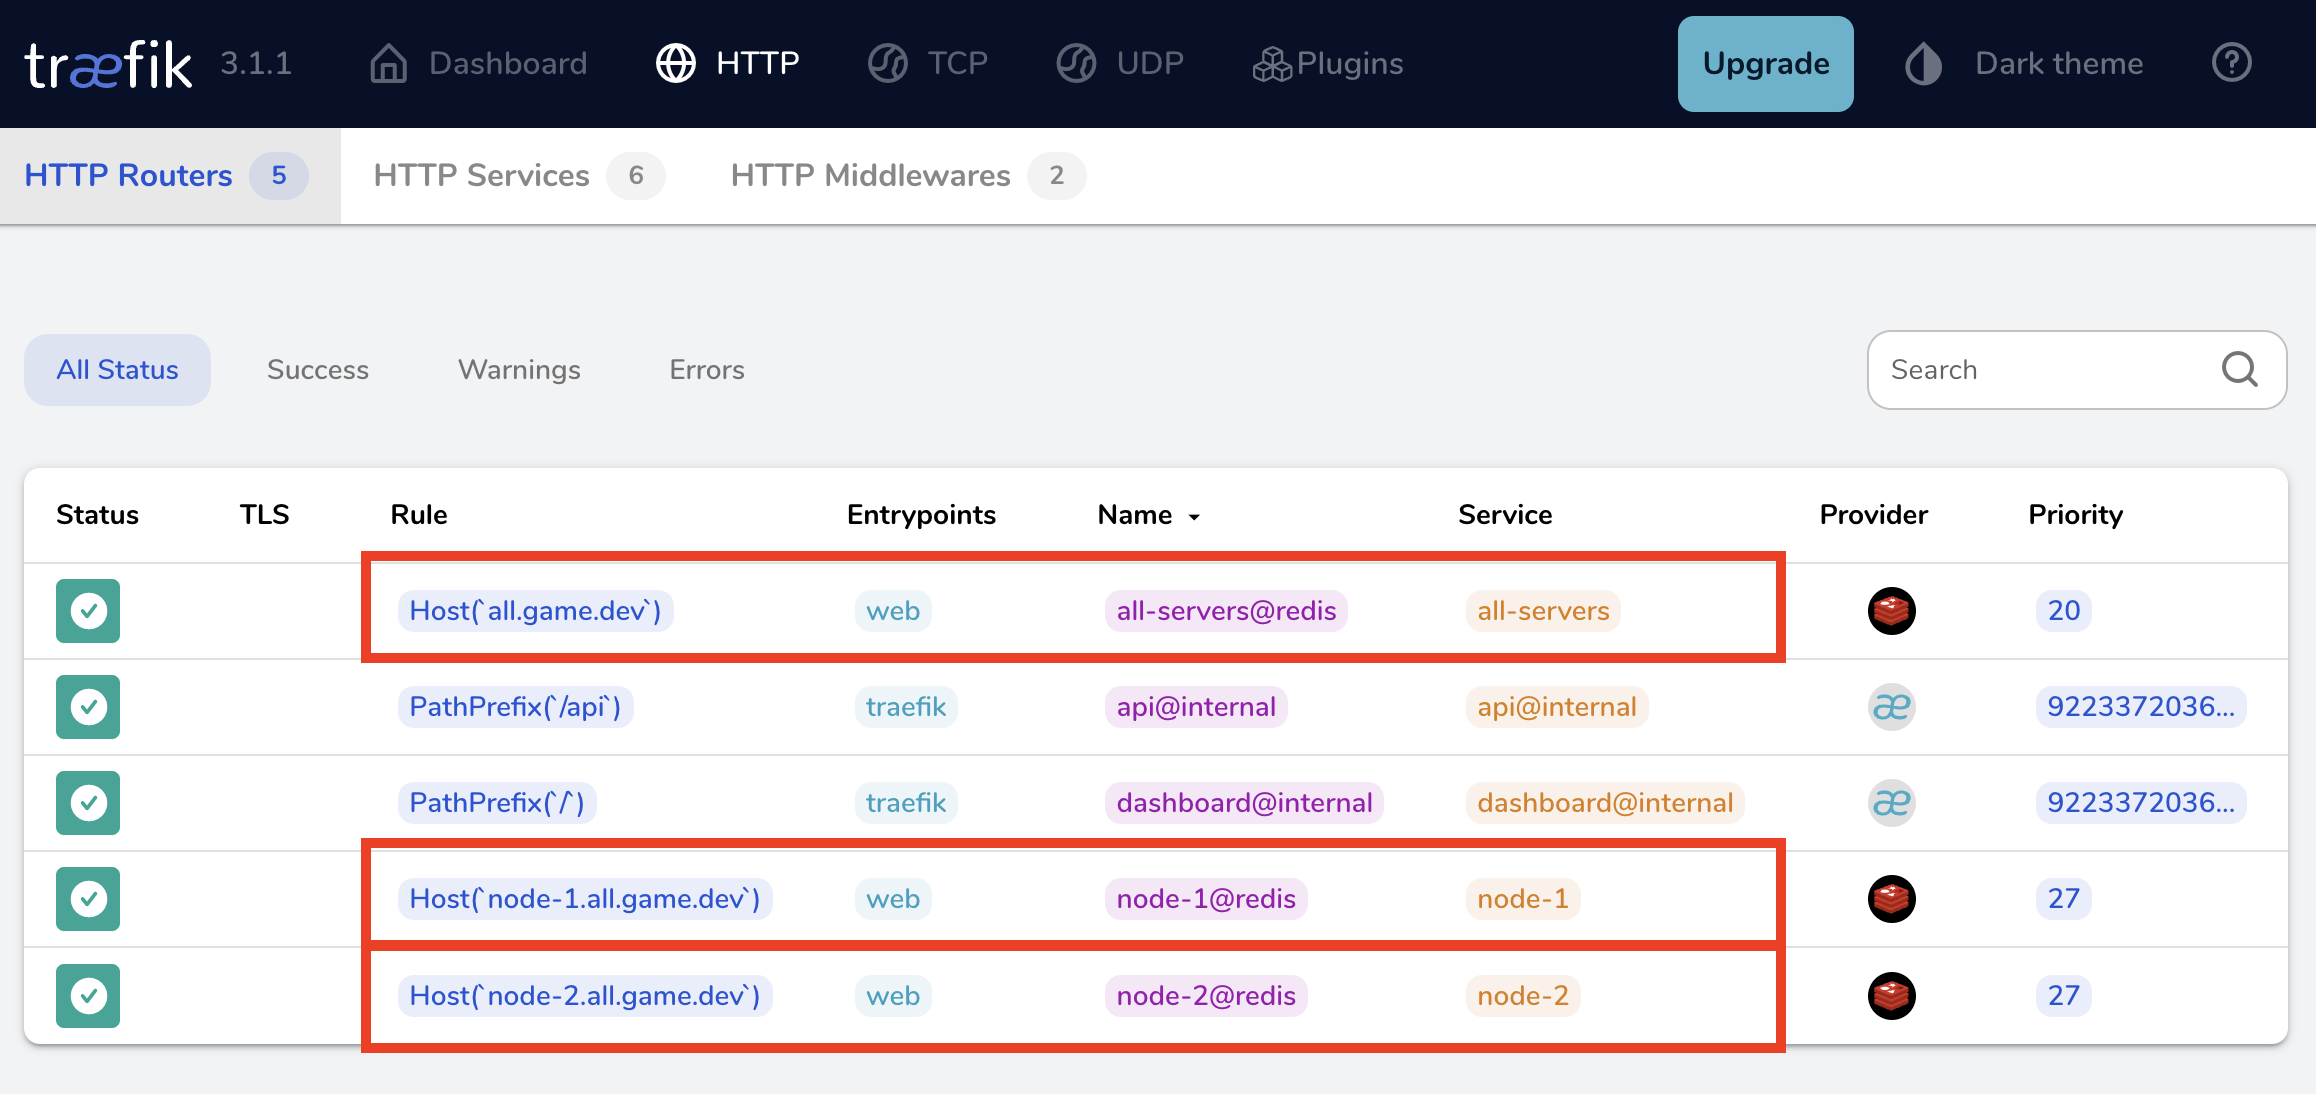 træfik 3.1.1 Dashboard HTTP TCP UDP Plugins Upgrade Dark theme ?
HTTP Routers 5 HTTP Services 6 HTTP Middlewares 2
All Status Success Warnings Errors Search
Status TLS Rule Entrypoints Name Service Provider Priority
Host(`all.game.dev`) web all-servers@redis all-servers 20
PathPrefix(`/api`) traefik api@internal api@internal æ 9223372036...
PathPrefix(`/`) traefik dashboard@internal dashboard@internal æ 9223372036...
Host(`node-1.all.game.dev`) web node-1@redis node-1 27
Host(`node-2.all.game.dev`) web node-2@redis node-2 27